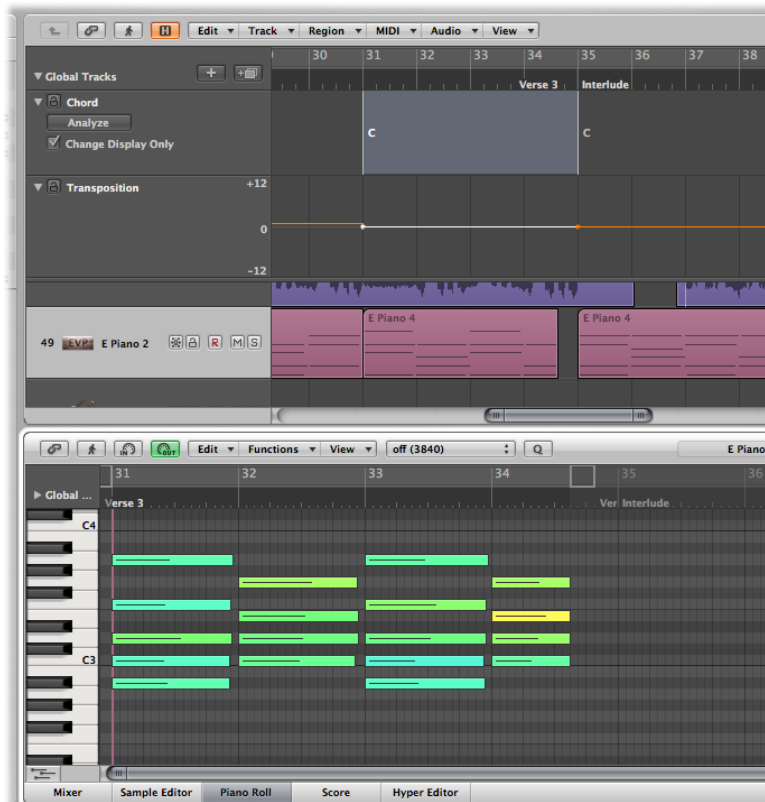 Edit Track Region MIDI Audio View
30 31 32 33 34 35 36 37 38
Global Tracks
Verse 3 Interlude
Chord
Analyze
Change Display Only
C C
Transposition +12
0
-12
E Piano 4 E Piano 4
49 EVP E Piano 2 R M S
IN OUT Edit Functions View off (3840) Q E Piano
31 32 33 34 35 36
Global ...
Verse 3 Ver Interlude
C4
C3
Mixer Sample Editor Piano Roll Score Hyper Editor